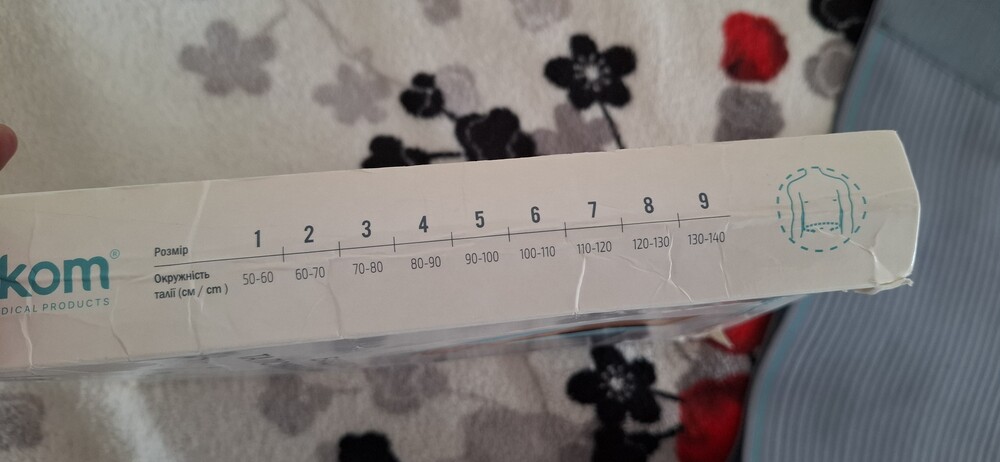 kom®
DICAL PRODUCTS
Розмір 1 2 3 4 5 6 7 8 9
Окружність
талії (см / cm) 50-60 60-70 70-80 80-90 90-100 100-110 110-120 120-130 130-140